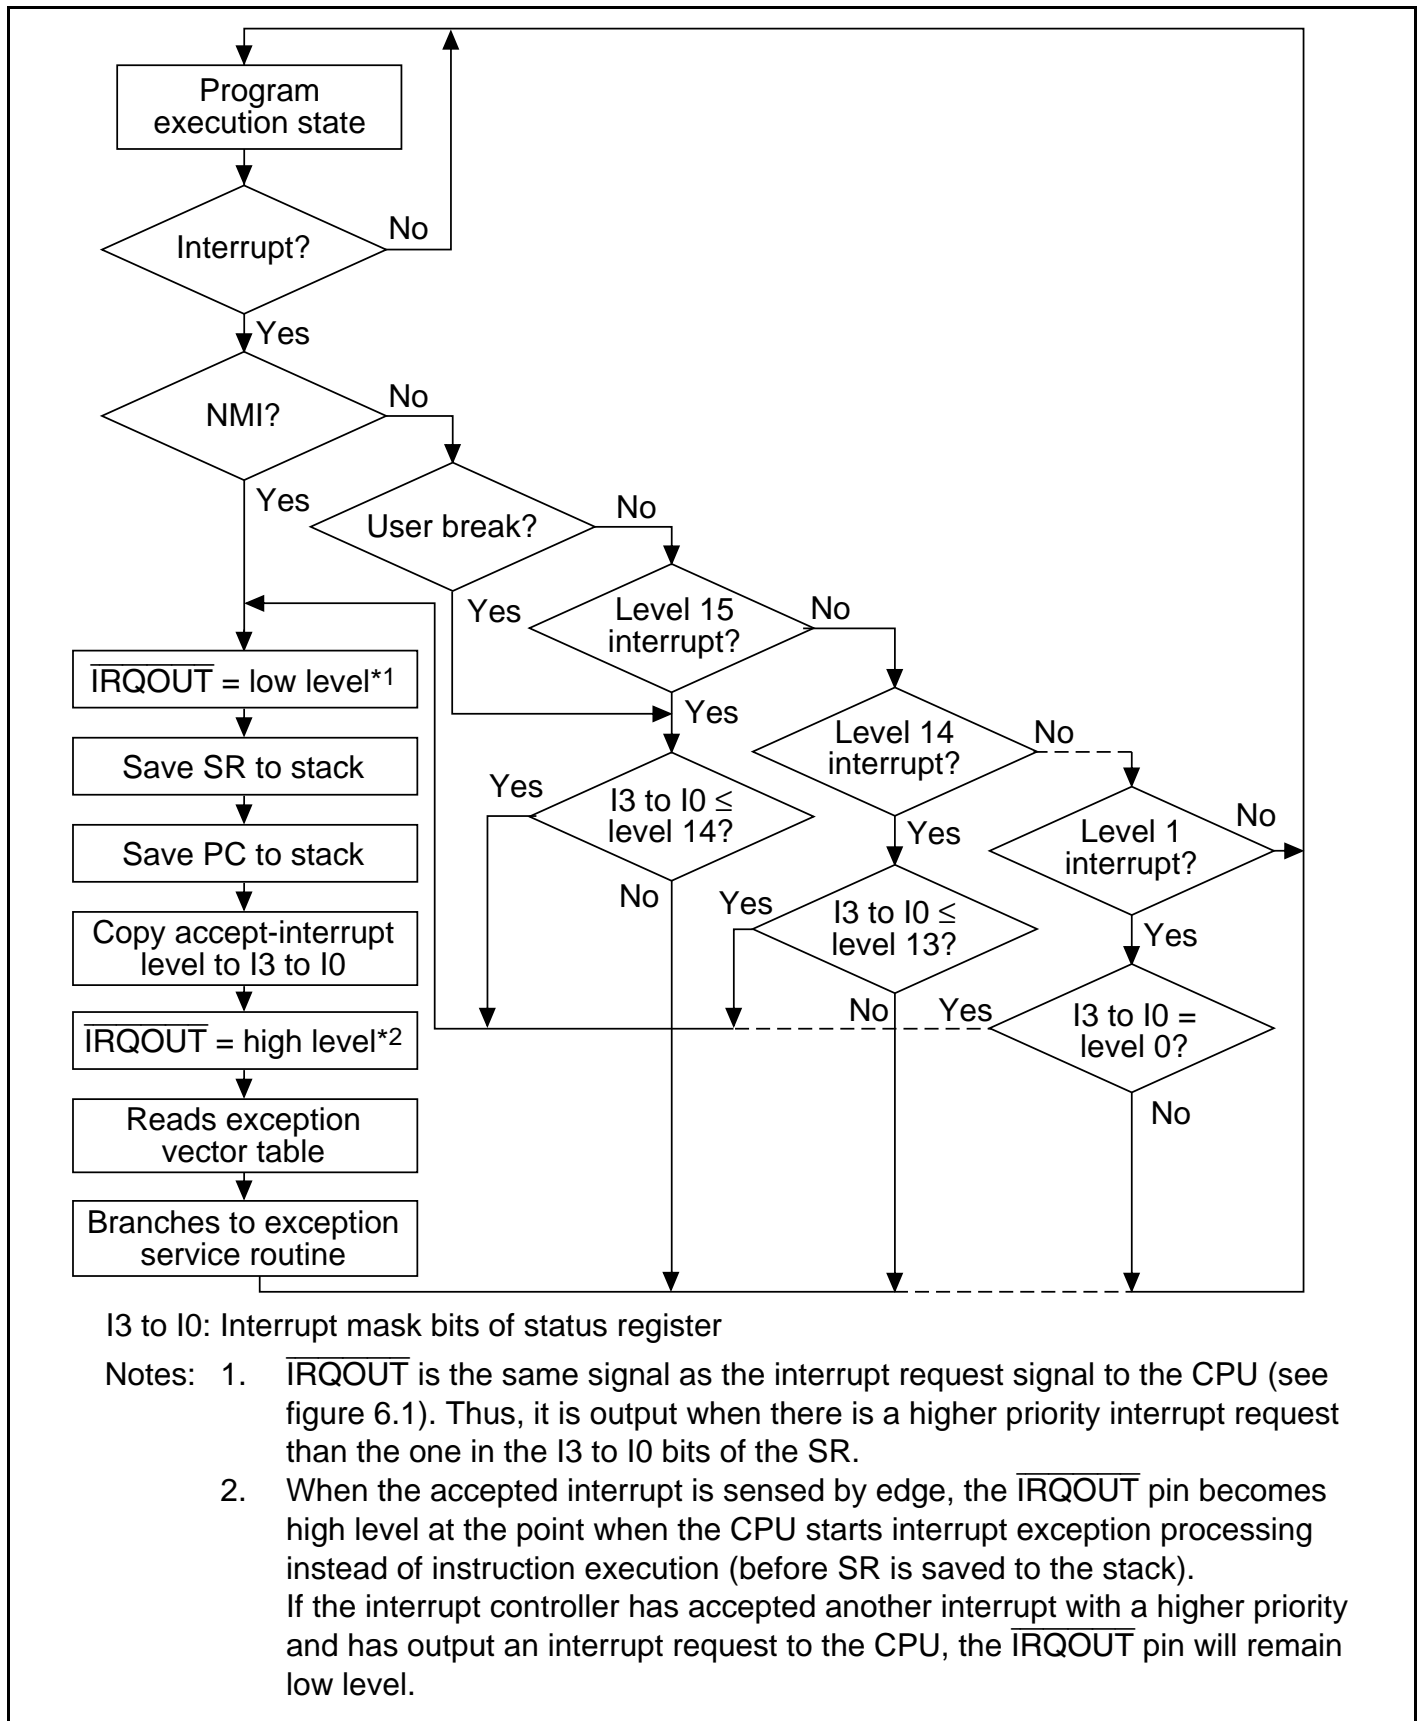 Program
execution state
Interrupt?
No
Yes
NMI?
No
Yes
User break?
No
Yes
Level 15
interrupt?
No
Yes
Level 14
interrupt?
No
Yes
Level 1
interrupt?
No
Yes
I3 to I0 ≤
level 14?
Yes
No
I3 to I0 ≤
level 13?
Yes
No
I3 to I0 =
level 0?
Yes
No
I̅R̅Q̅O̅U̅T̅ = low level*1
Save SR to stack
Save PC to stack
Copy accept-interrupt
level to I3 to I0
I̅R̅Q̅O̅U̅T̅ = high level*2
Reads exception
vector table
Branches to exception
service routine
I3 to I0: Interrupt mask bits of status register
Notes: 1. I̅R̅Q̅O̅U̅T̅ is the same signal as the interrupt request signal to the CPU (see
figure 6.1). Thus, it is output when there is a higher priority interrupt request
than the one in the I3 to I0 bits of the SR.
2. When the accepted interrupt is sensed by edge, the I̅R̅Q̅O̅U̅T̅ pin becomes
high level at the point when the CPU starts interrupt exception processing
instead of instruction execution (before SR is saved to the stack).
If the interrupt controller has accepted another interrupt with a higher priority
and has output an interrupt request to the CPU, the I̅R̅Q̅O̅U̅T̅ pin will remain
low level.